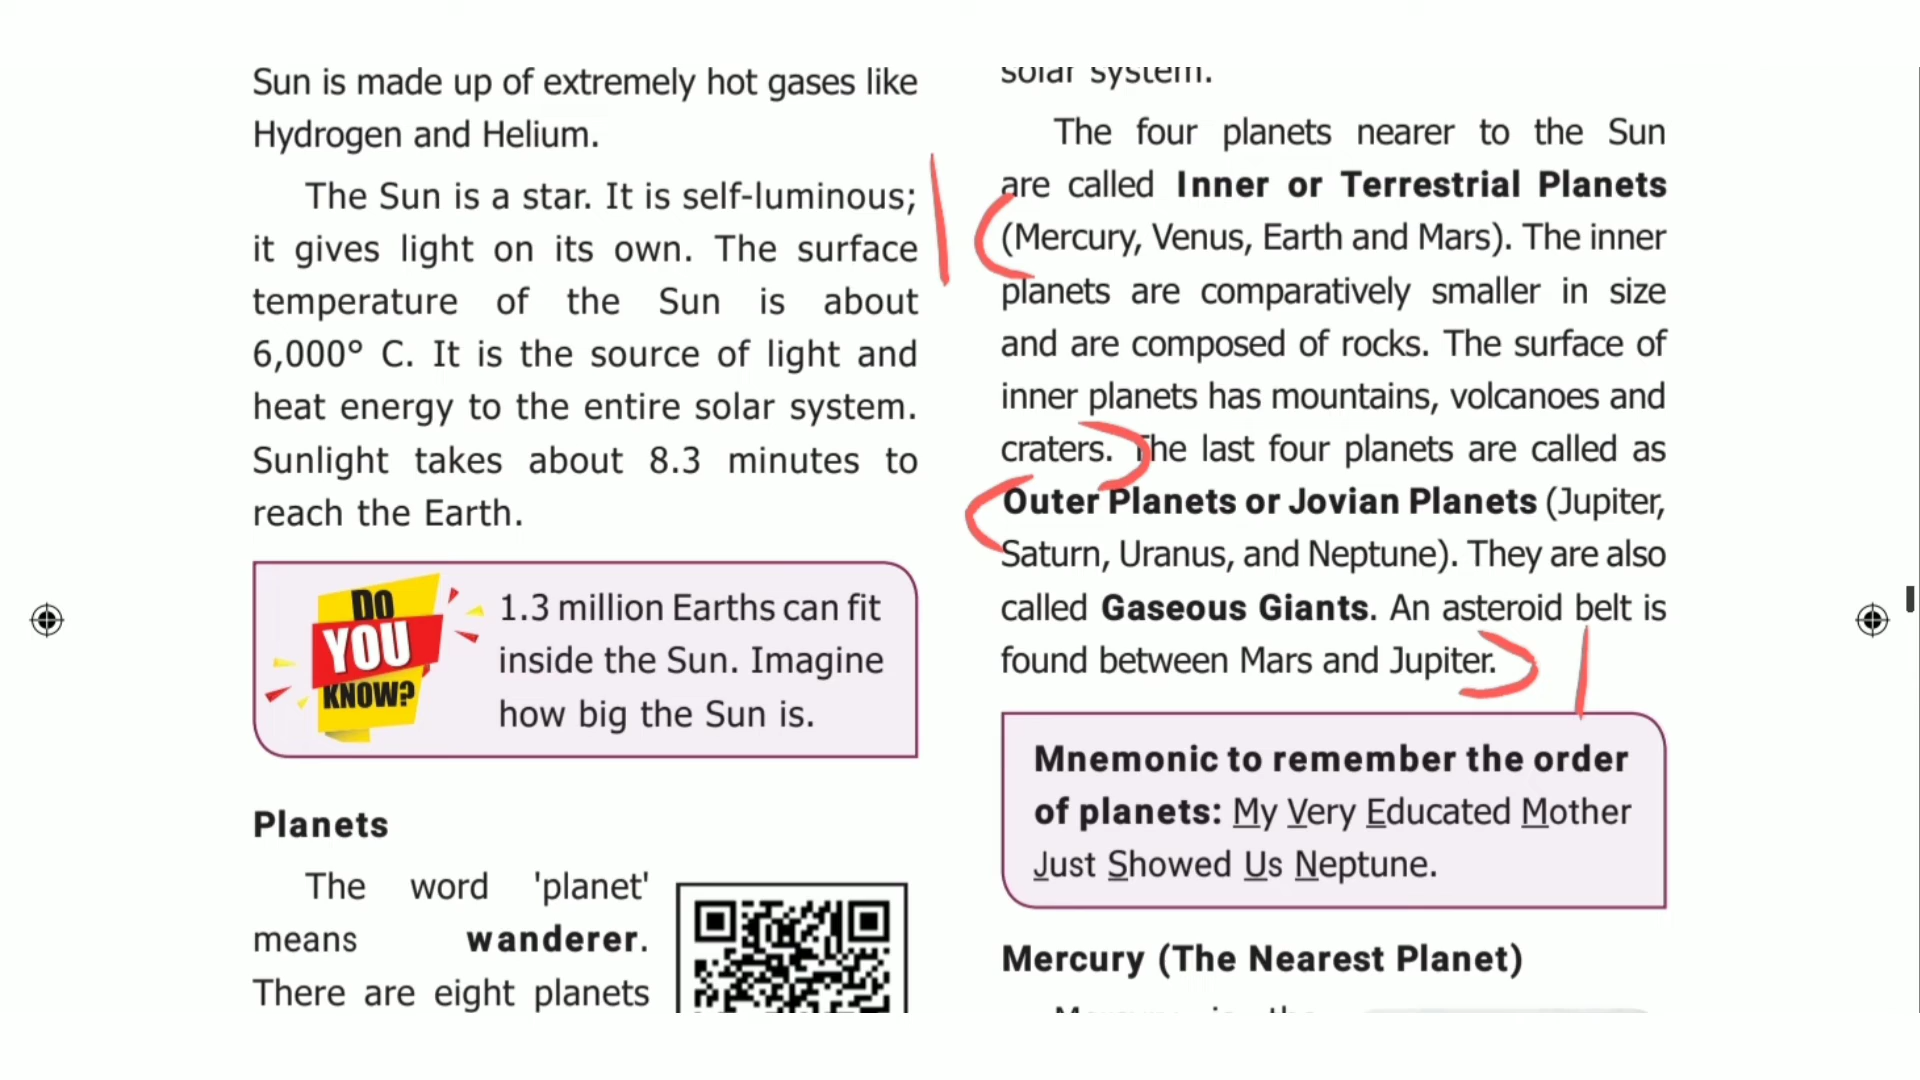 Sun is made up of extremely hot gases like
Hydrogen and Helium.
The Sun is a star. It is self-luminous;
it gives light on its own. The surface
temperature of the Sun is about
6,000° C. It is the source of light and
heat energy to the entire solar system.
Sunlight takes about 8.3 minutes to
reach the Earth.
DO
YOU
KNOW?
1.3 million Earths can fit
inside the Sun. Imagine
how big the Sun is.
Planets
The word 'planet'
means wanderer.
There are eight planets
solar system.
The four planets nearer to the Sun
are called Inner or Terrestrial Planets
(Mercury, Venus, Earth and Mars). The inner
planets are comparatively smaller in size
and are composed of rocks. The surface of
inner planets has mountains, volcanoes and
craters. The last four planets are called as
Outer Planets or Jovian Planets (Jupiter,
Saturn, Uranus, and Neptune). They are also
called Gaseous Giants. An asteroid belt is
found between Mars and Jupiter.
Mnemonic to remember the order
of planets: My Very Educated Mother
Just Showed Us Neptune.
Mercury (The Nearest Planet)